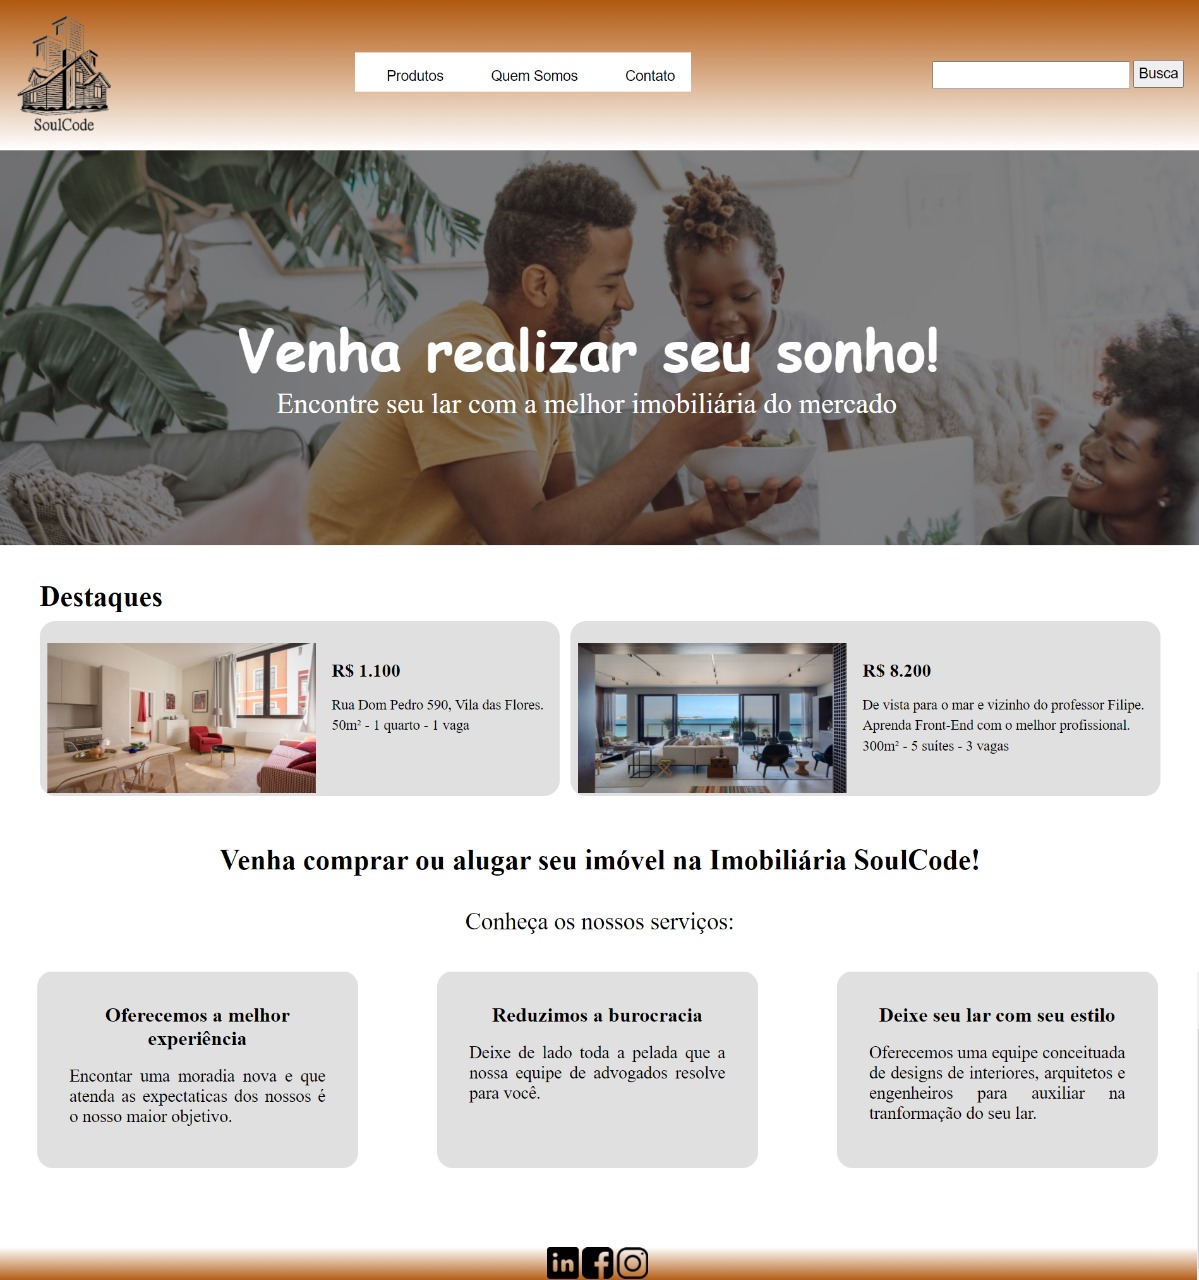 SoulCode
Produtos Quem Somos Contato
Busca
Venha realizar seu sonho!
Encontre seu lar com a melhor imobiliária do mercado
Destaques
R$ 1.100
Rua Dom Pedro 590, Vila das Flores.
50m² - 1 quarto - 1 vaga
R$ 8.200
De vista para o mar e vizinho do professor Filipe.
Aprenda Front-End com o melhor profissional.
300m² - 5 suítes - 3 vagas
Venha comprar ou alugar seu imóvel na Imobiliária SoulCode!
Conheça os nossos serviços:
Oferecemos a melhor
experiência
Encontar uma moradia nova e que
atenda as expectaticas dos nossos é
o nosso maior objetivo.
Reduzimos a burocracia
Deixe de lado toda a pelada que a
nossa equipe de advogados resolve
para você.
Deixe seu lar com seu estilo
Oferecemos uma equipe conceituada
de designs de interiores, arquitetos e
engenheiros para auxiliar na
tranformação do seu lar.
in f